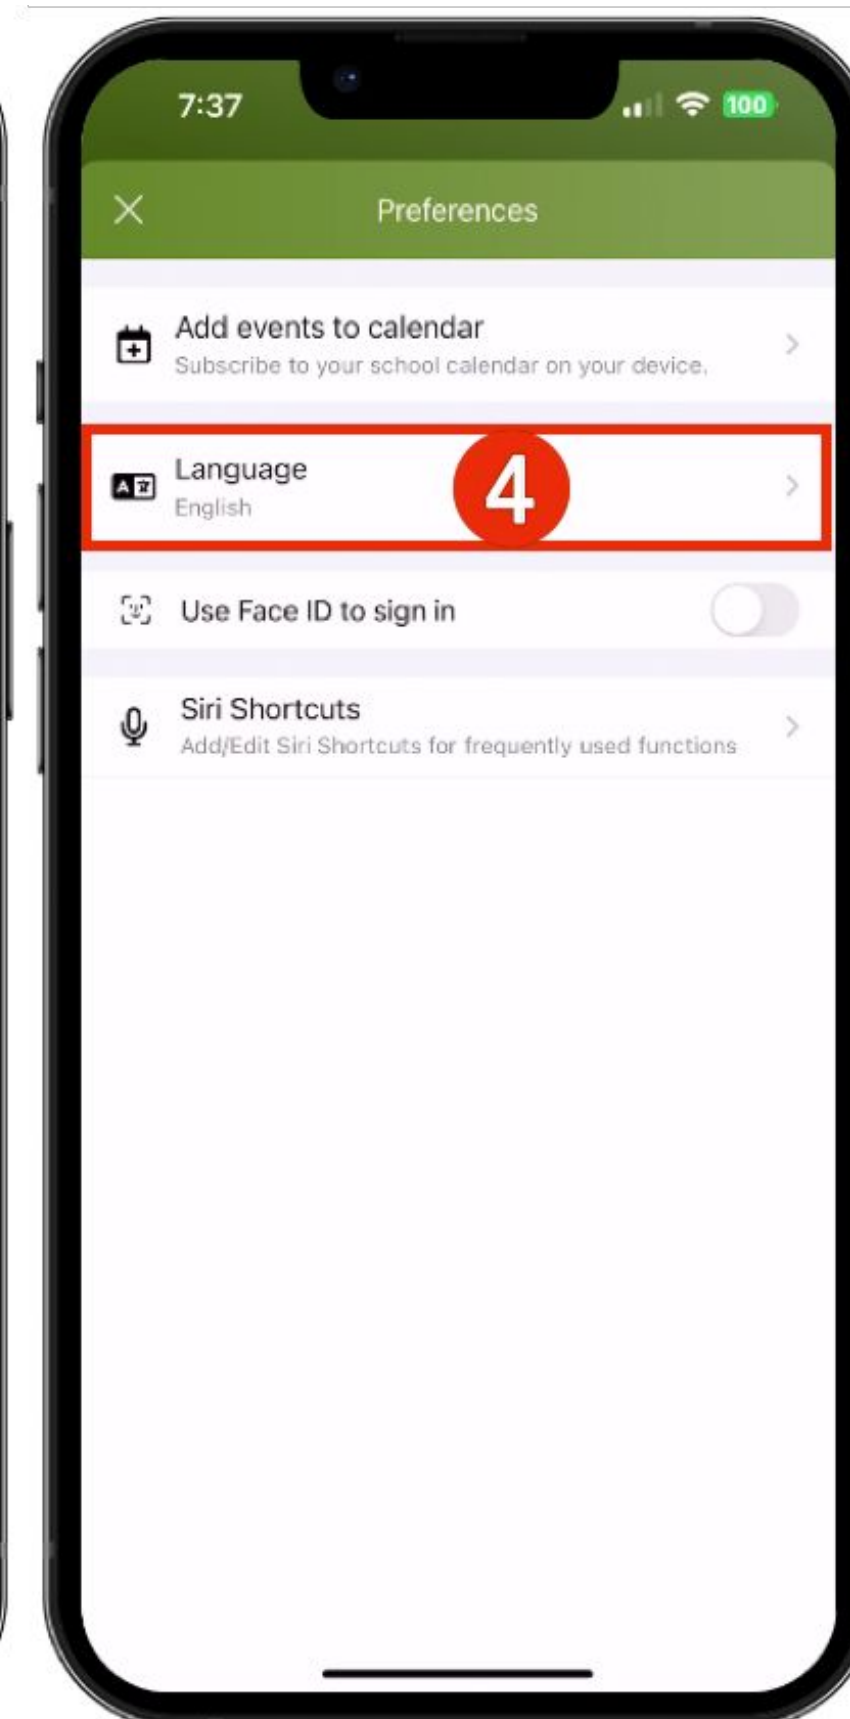 7:37
100
Preferences
Add events to calendar
Subscribe to your school calendar on your device.
Language
English
4
Use Face ID to sign in
Siri Shortcuts
Add/Edit Siri Shortcuts for frequently used functions